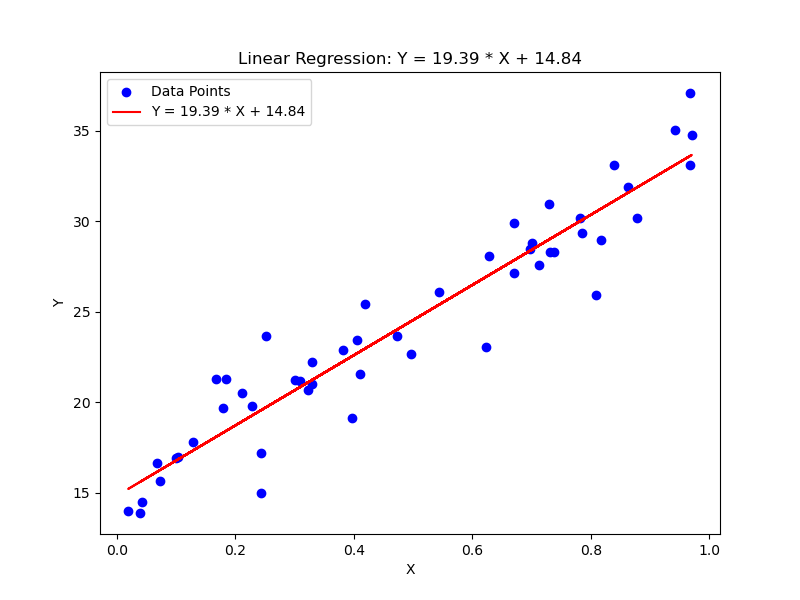 Linear Regression: Y = 19.39 * X + 14.84
Data Points
Y = 19.39 * X + 14.84
35
30
25
20
15
Y
0.0 0.2 0.4 0.6 0.8 1.0
X